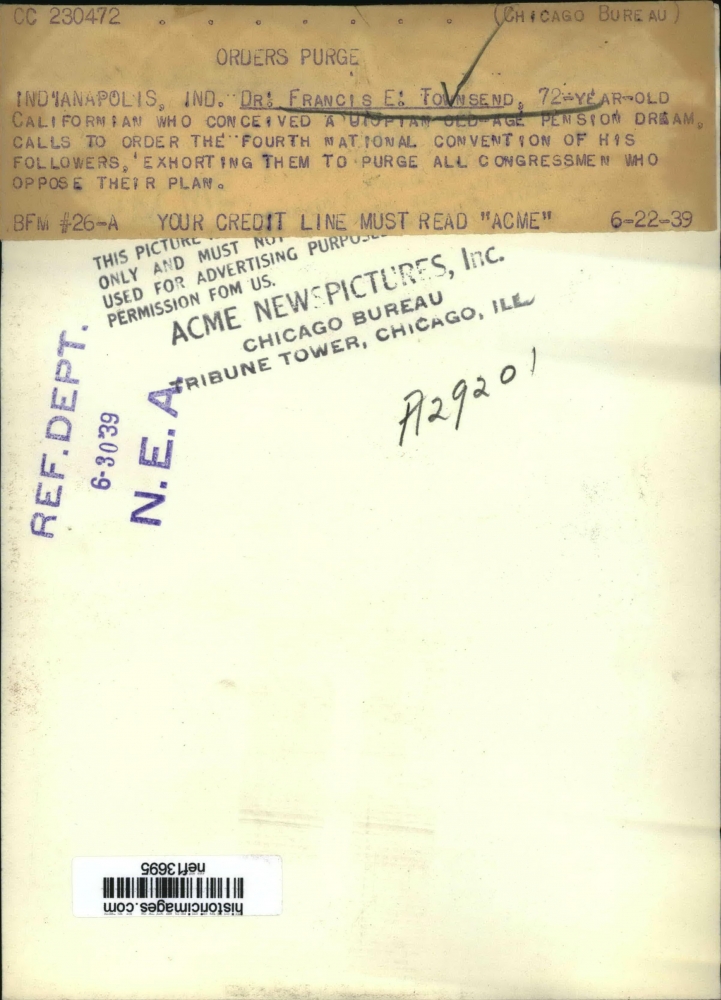 CC 230472 (CHICAGO BUREAU)
ORDERS PURGE
INDIANAPOLIS, IND. DR. FRANCIS E. TOWNSEND, 72-YEAR-OLD
CALIFORNIAN WHO CONCEIVED A UTOPIAN OLD-AGE PENSION DREAM,
CALLS TO ORDER THE FOURTH NATIONAL CONVENTION OF HIS
FOLLOWERS, EXHORTING THEM TO PURGE ALL CONGRESSMEN WHO
OPPOSE THEIR PLAN.
BFM #26-A YOUR CREDIT LINE MUST READ "ACME" 6-22-39
THIS PICTURE
ONLY AND MUST NOT
USED FOR ADVERTISING PURPOSE
PERMISSION FOM US.
ACME NEWSPICTURES, Inc.
CHICAGO BUREAU
TRIBUNE TOWER, CHICAGO, ILL
A29201
REF. DEPT.
6-30 39
N.E.A.
nef13695
historicimages.com